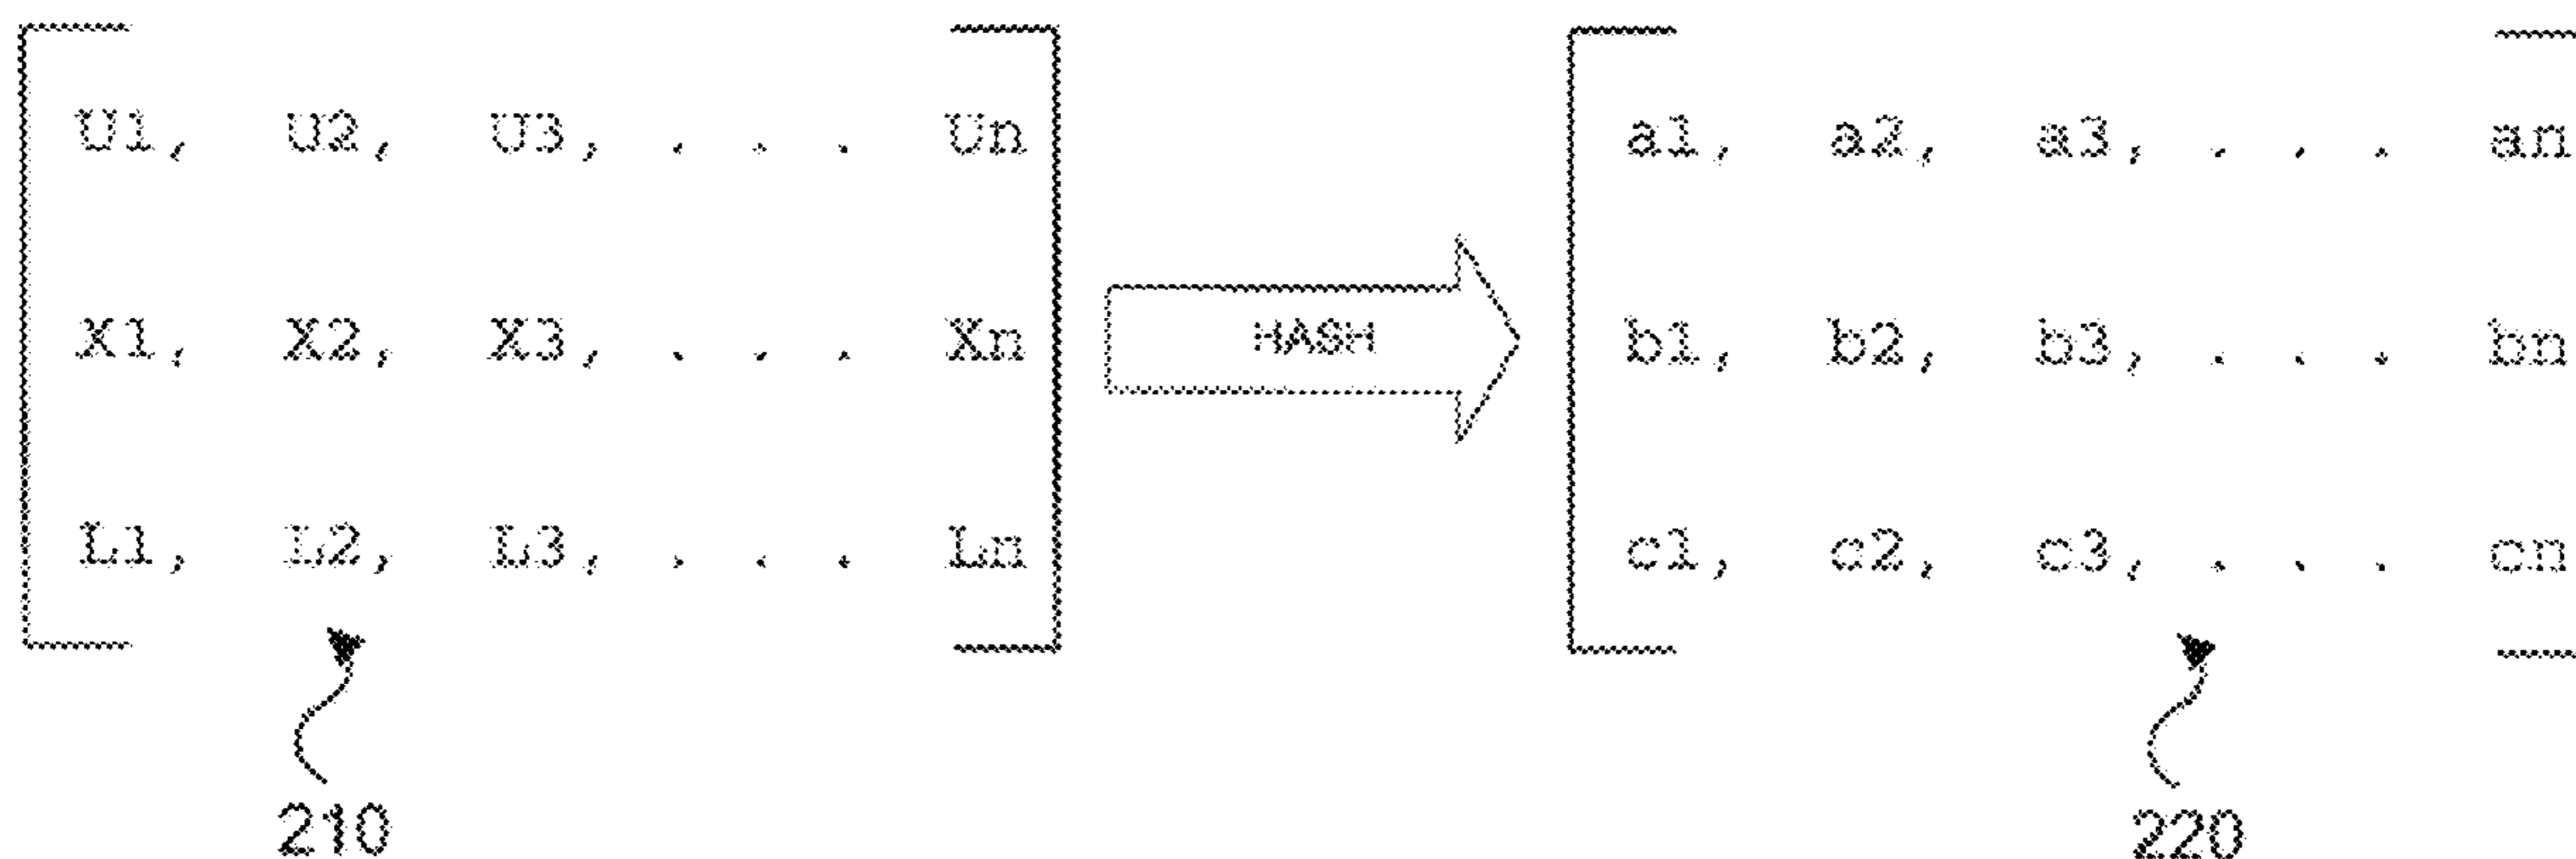 U1, U2, U3, . . . Un a1, a2, a3, . . . an
X1, X2, X3, . . . Xn HASH b1, b2, b3, . . . bn
L1, L2, L3, . . . Ln c1, c2, c3, . . . cn
210 220